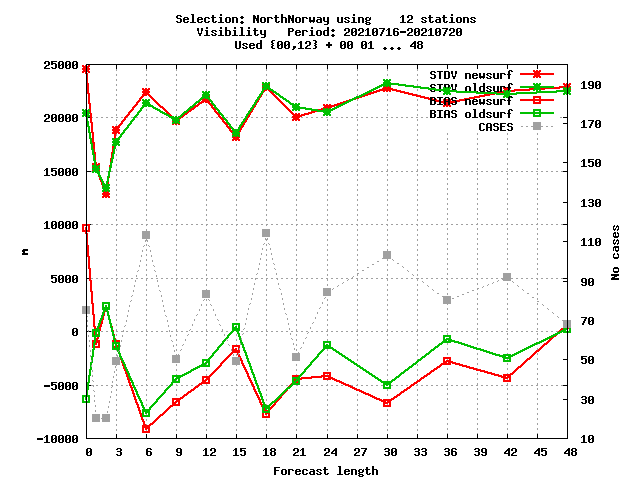 Selection: NorthNorway using    12 stations
Visibility   Period: 20210716-20210720
Used {00,12} + 00 01 ... 48
STDV newsurf
STDV oldsurf
BIAS newsurf
BIAS oldsurf
CASES
25000
20000
15000
10000
5000
0
-5000
-10000
m
190
170
150
130
110
90
70
50
30
10
No cases
0 3 6 9 12 15 18 21 24 27 30 33 36 39 42 45 48
Forecast length